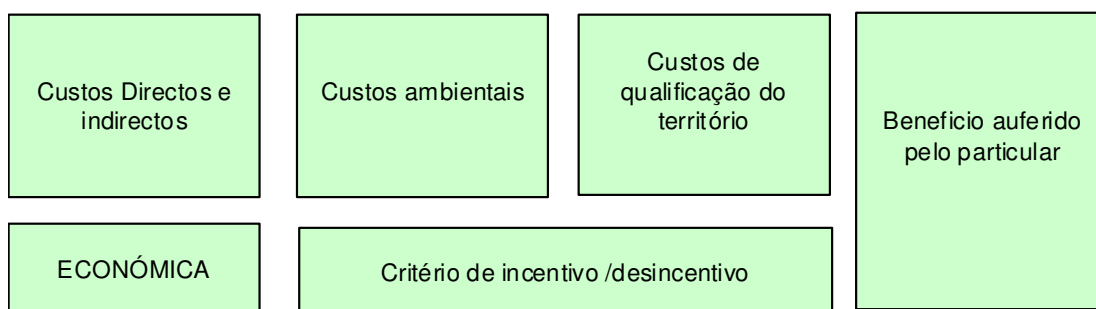 Custos Directos e
indirectos
Custos ambientais
Custos de
qualificação do
território
Beneficio auferido
pelo particular
ECONÓMICA
Critério de incentivo /desincentivo